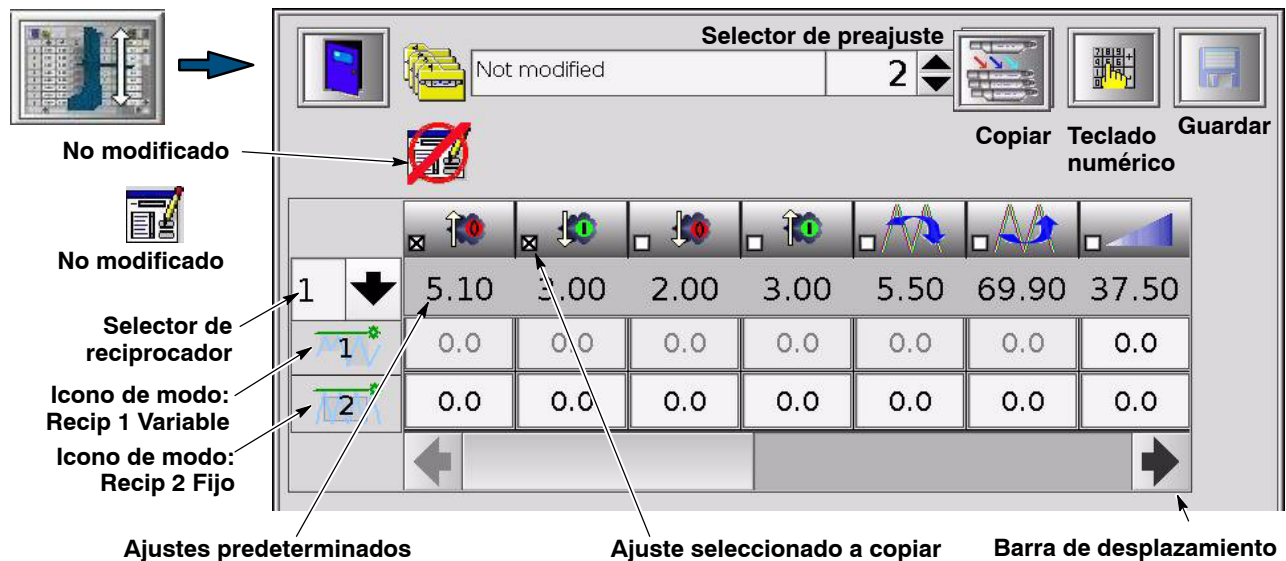 Selector de preajuste
Not modified
2
Copiar
Teclado
numérico
Guardar
No modificado
No modificado
5.10 3.00 2.00 3.00 5.50 69.90 37.50
1
Selector de
reciprocador
1 0.0 0.0 0.0 0.0 0.0 0.0 0.0
Icono de modo:
Recip 1 Variable
2 0.0 0.0 0.0 0.0 0.0 0.0 0.0
Icono de modo:
Recip 2 Fijo
Ajustes predeterminados
Ajuste seleccionado a copiar
Barra de desplazamiento